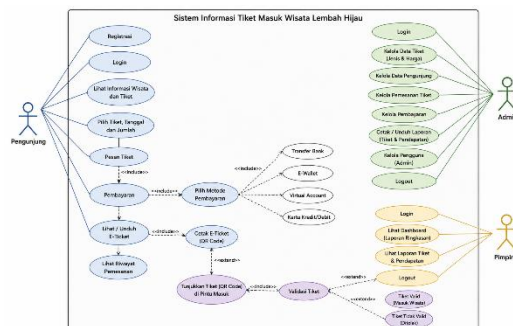 Sistem Informasi Tiket Masuk Wisata Lembah Hijau
Registrasi
Login
Lihat Informasi Wisata
dan Tiket
Pilih Tiket, Tanggal
dan Jumlah
Pesan Tiket
<<include>>
Pembayaran
<<include>>
Pilih Metode
Pembayaran
<<include>>
Transfer Bank
E-Wallet
Virtual Account
Kartu Kredit/Debit
Lihat / Unduh
E-Ticket
Cetak E-Ticket
(QR Code)
<<extend>>
Lihat Riwayat
Pemesanan
Tunjukkan Tiket (QR Code)
di Pintu Masuk
<<include>>
Validasi Tiket
<<extend>>
<<extend>>
Tiket Valid
(Masuk Wisata)
Tiket Tidak Valid
(Ditolak)
Pengunjung
Login
Kelola Data Tiket
(Jenis & Harga)
Kelola Data Pengunjung
Kelola Pemesanan Tiket
Kelola Pembayaran
Cetak / Unduh Laporan
(Tiket & Pendapatan)
Kelola Pengguna
(Admin)
Logout
Admi
Login
Lihat Dashboard
(Laporan Ringkasan)
Lihat Laporan Tiket
& Pendapatan
Logout
Pimpin